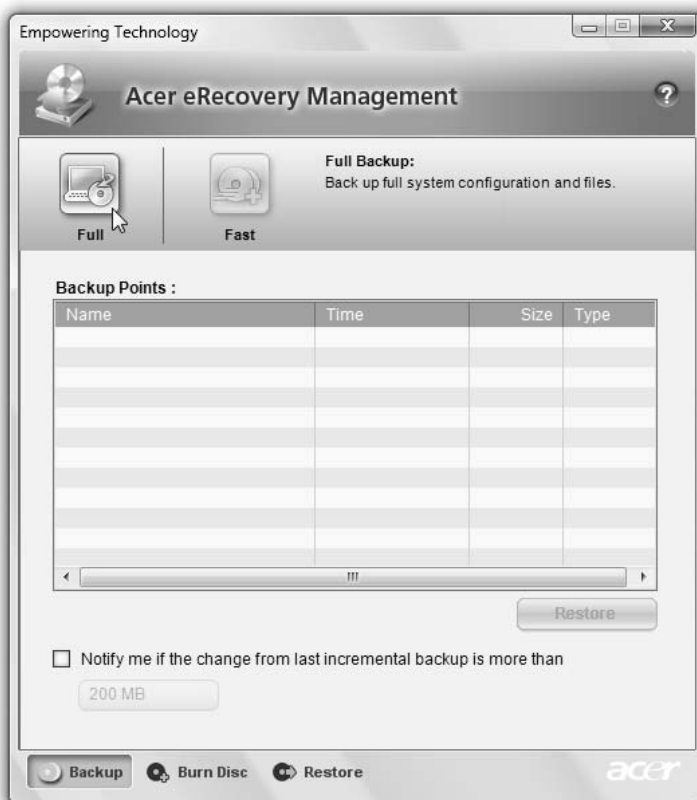 Empowering Technology
Acer eRecovery Management
?
Full Backup:
Back up full system configuration and files.
Full
Fast
Backup Points :
Name Time Size Type
Restore
Notify me if the change from last incremental backup is more than
200 MB
Backup Burn Disc Restore
acer